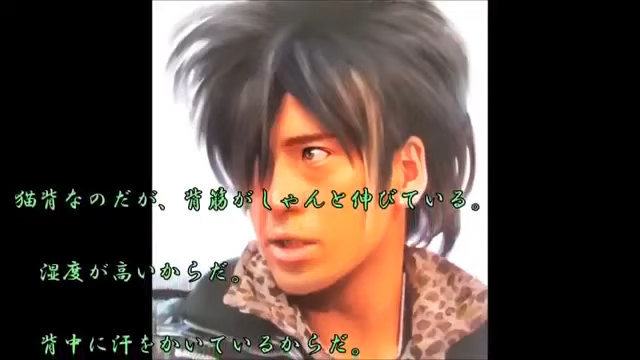 猫背なのだが、背筋がしゃんと伸びている。
湿度が高いからだ。
背中に汗をかいているからだ。